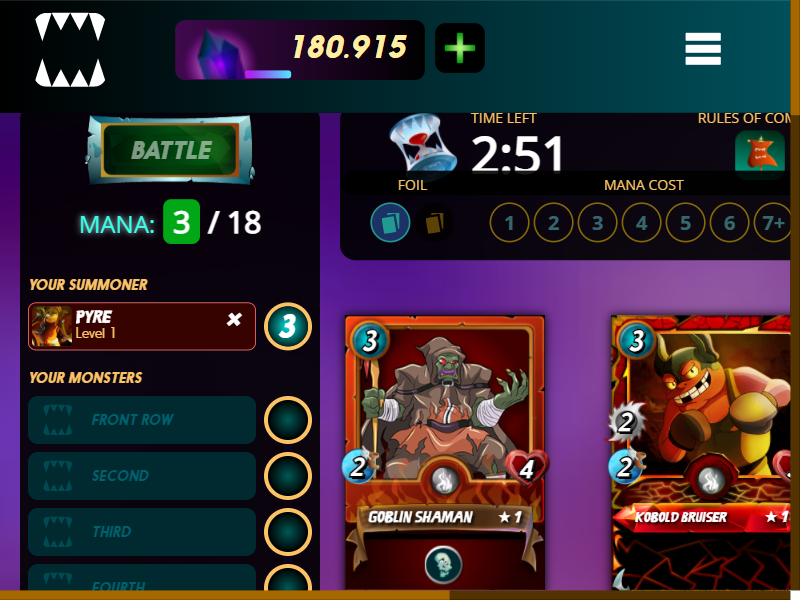 180.915
BATTLE
MANA: 3 / 18
YOUR SUMMONER
PYRE
Level 1
3
YOUR MONSTERS
FRONT ROW
SECOND
THIRD
FOURTH
TIME LEFT
2:51
RULES OF COM
FOIL
MANA COST
1 2 3 4 5 6 7+
3
2
4
GOBLIN SHAMAN ★ 1
3
2
2
KOBOLD BRUISER ★ 1